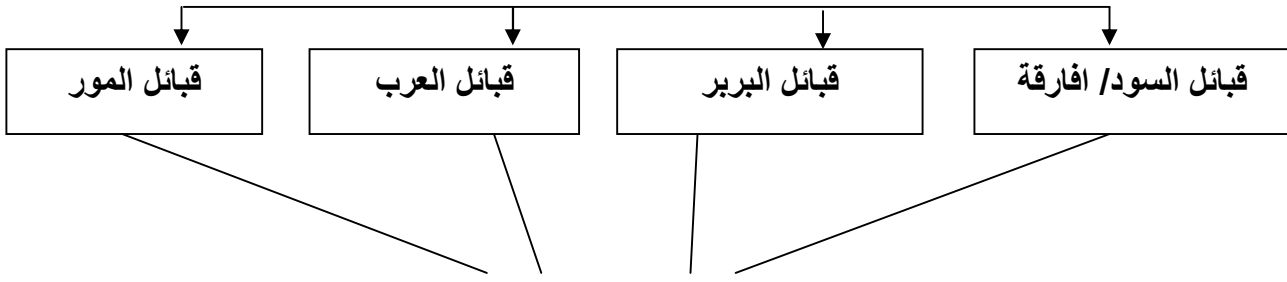 قبائل السود/ افارقة
قبائل البربر
قبائل العرب
قبائل المور